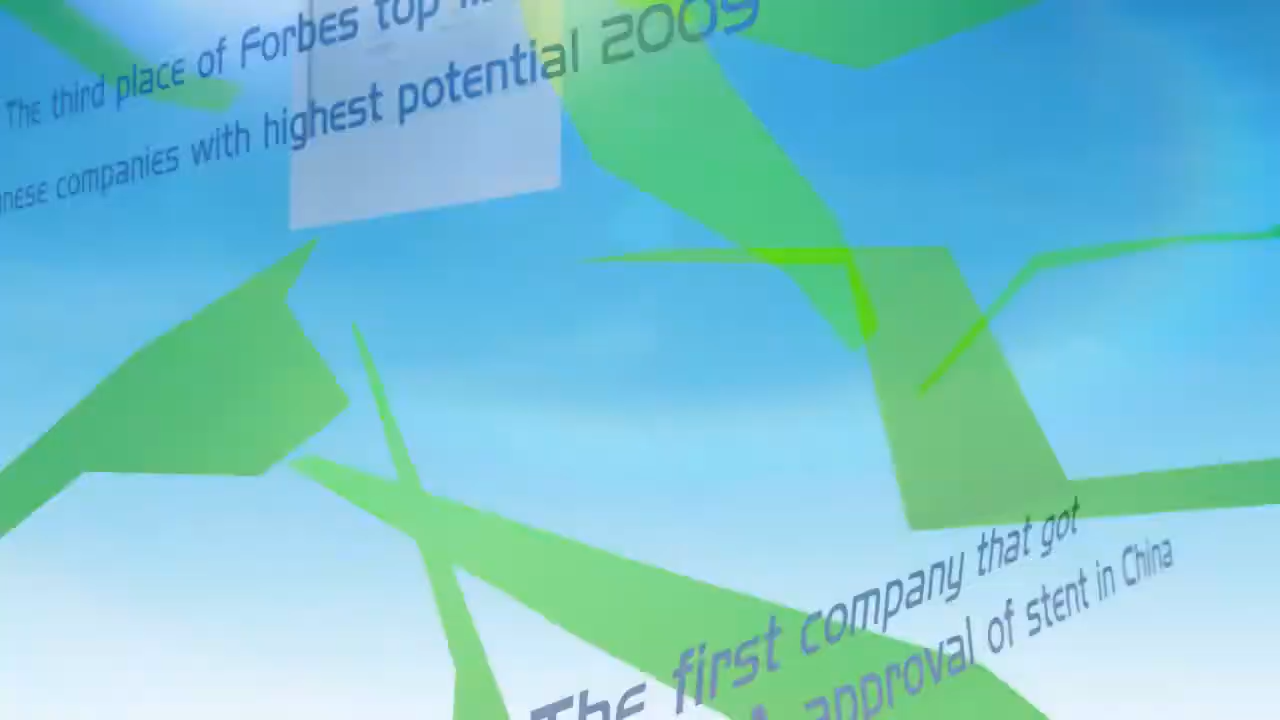 The third place of Forbes top
companies with highest potential 2009
The first company that got
approval of stent in China